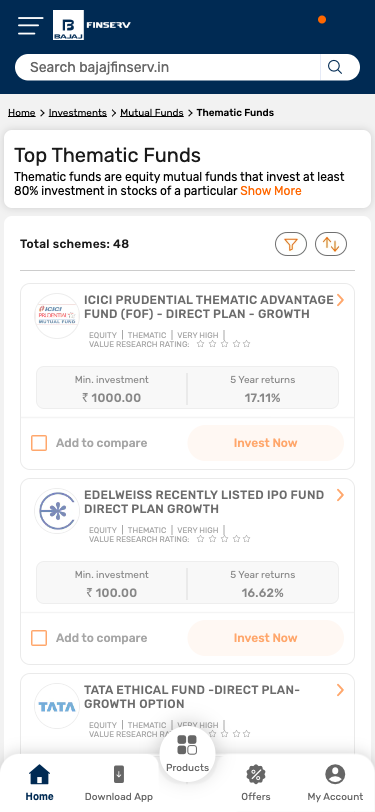 BAJAJ FINSERV
Search bajajfinserv.in
Home > Investments > Mutual Funds > Thematic Funds
Top Thematic Funds
Thematic funds are equity mutual funds that invest at least
80% investment in stocks of a particular Show More
Total schemes: 48
ICICI PRUDENTIAL THEMATIC ADVANTAGE
FUND (FOF) - DIRECT PLAN - GROWTH
ICICI
PRUDENTIAL
MUTUAL FUND
EQUITY | THEMATIC | VERY HIGH |
VALUE RESEARCH RATING:
Min. investment
₹ 1000.00
5 Year returns
17.11%
Add to compare
Invest Now
EDELWEISS RECENTLY LISTED IPO FUND
DIRECT PLAN GROWTH
EQUITY | THEMATIC | VERY HIGH |
VALUE RESEARCH RATING:
Min. investment
₹ 100.00
5 Year returns
16.62%
Add to compare
Invest Now
TATA ETHICAL FUND -DIRECT PLAN-
GROWTH OPTION
TATA
EQUITY | THEMATIC | VERY HIGH |
VALUE RESEARCH
Home
Download App
Products
Offers
My Account